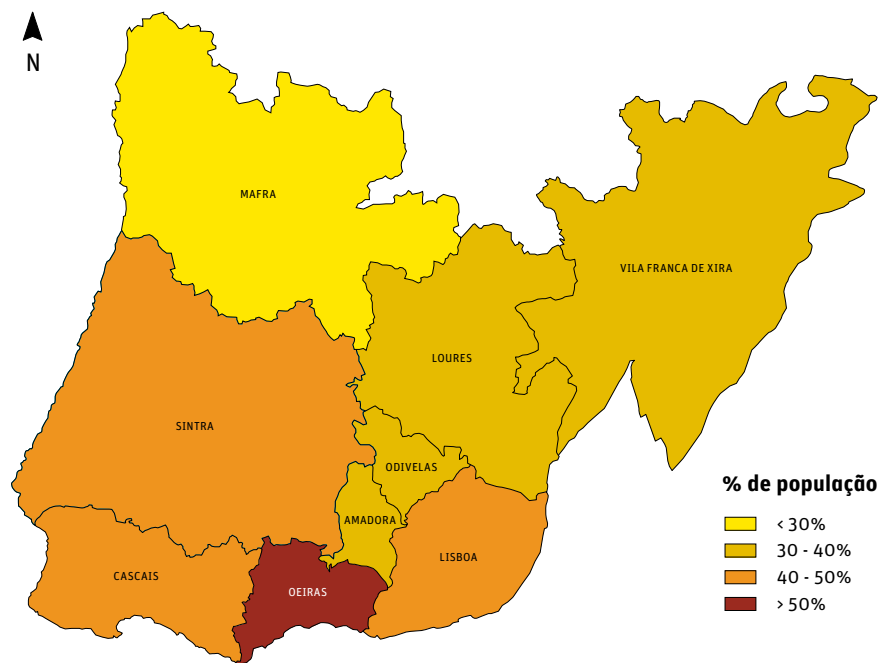 N
MAFRA
VILA FRANCA DE XIRA
LOURES
SINTRA
ODIVELAS
AMADORA
LISBOA
CASCAIS
OEIRAS
% de população
< 30%
30 - 40%
40 - 50%
> 50%